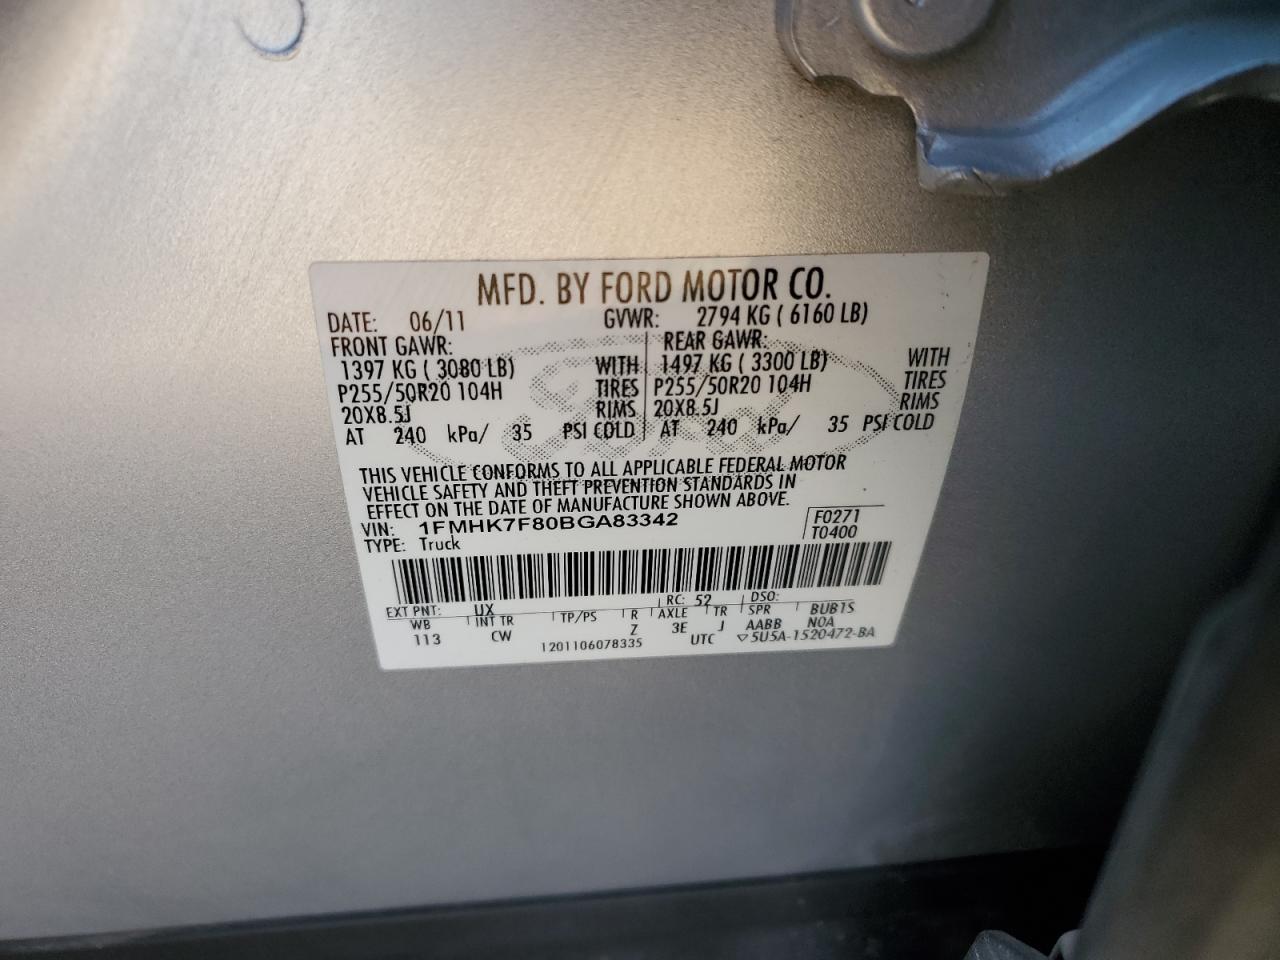 MFD. BY FORD MOTOR CO.
DATE: 06/11 GVWR: 2794 KG ( 6160 LB)
FRONT GAWR: REAR GAWR:
1397 KG ( 3080 LB) WITH 1497 KG ( 3300 LB) WITH
P255/50R20 104H TIRES P255/50R20 104H TIRES
20X8.5J RIMS 20X8.5J RIMS
AT 240 kPa/ 35 PSI COLD AT 240 kPa/ 35 PSI COLD
THIS VEHICLE CONFORMS TO ALL APPLICABLE FEDERAL MOTOR
VEHICLE SAFETY AND THEFT PREVENTION STANDARDS IN
EFFECT ON THE DATE OF MANUFACTURE SHOWN ABOVE.
VIN: 1FMHK7F80BGA83342 F0271
TYPE: Truck T0400
EXT PNT: UX RC: 52 DSO:
WB INT TR TP/PS R AXLE TR SPR BUB1S
113 CW Z 3E J AABB NOA
1201106078335 UTC ▽5U5A-1520472-BA